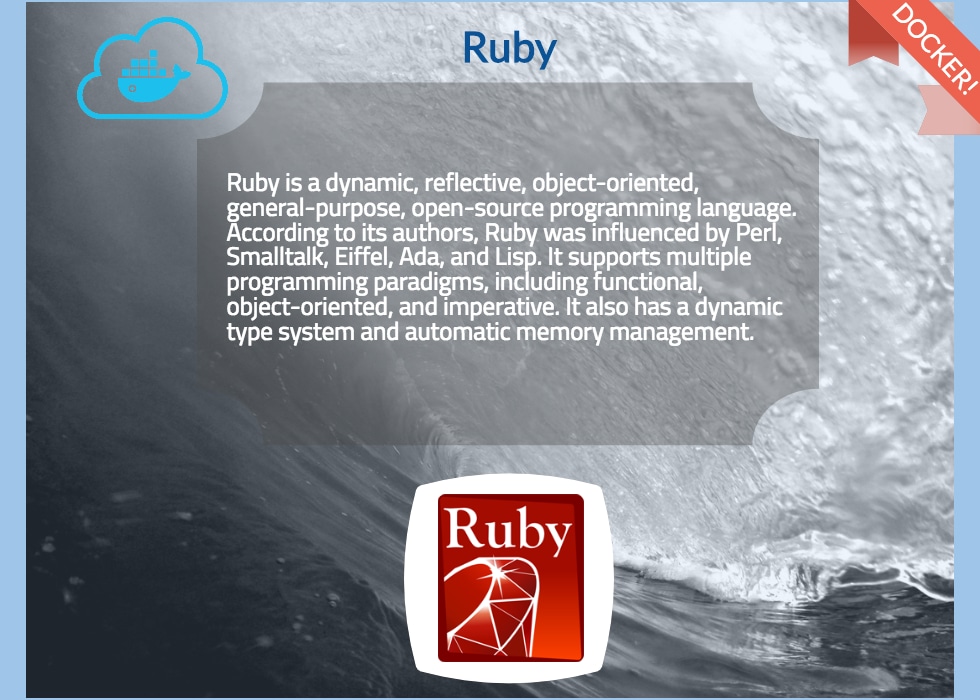 Ruby
DOCKER!
Ruby is a dynamic, reflective, object-oriented,
general-purpose, open-source programming language.
According to its authors, Ruby was influenced by Perl,
Smalltalk, Eiffel, Ada, and Lisp. It supports multiple
programming paradigms, including functional,
object-oriented, and imperative. It also has a dynamic
type system and automatic memory management.
Ruby